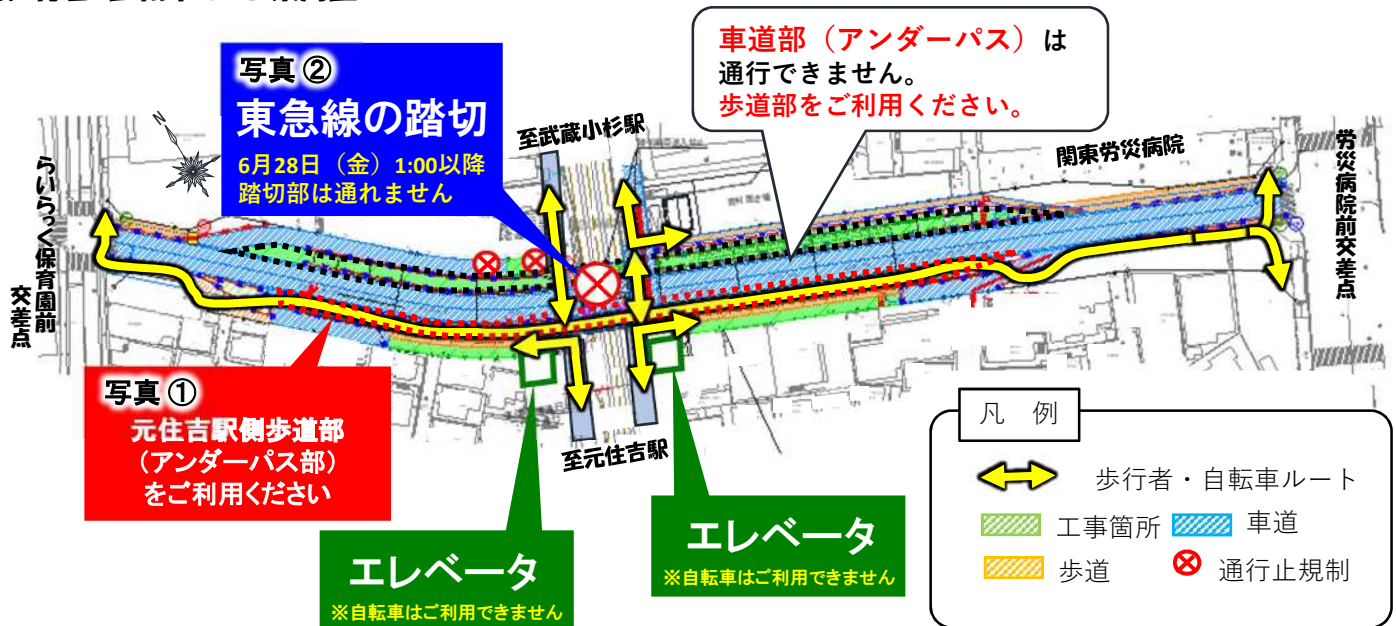 写真②
東急線の踏切
6月28日（金）1:00以降
踏切部は通れません
車道部（アンダーパス）は
通行できません。
歩道部をご利用ください。
至武蔵小杉駅
関東労災病院
N
らいらっく保育園前
交差点
労災病院前交差点
写真①
元住吉駅側歩道部
（アンダーパス部）
をご利用ください
至元住吉駅
エレベータ
※自転車はご利用できません
エレベータ
※自転車はご利用できません
凡 例
歩行者・自転車ルート
工事箇所
車道
歩道
通行止規制